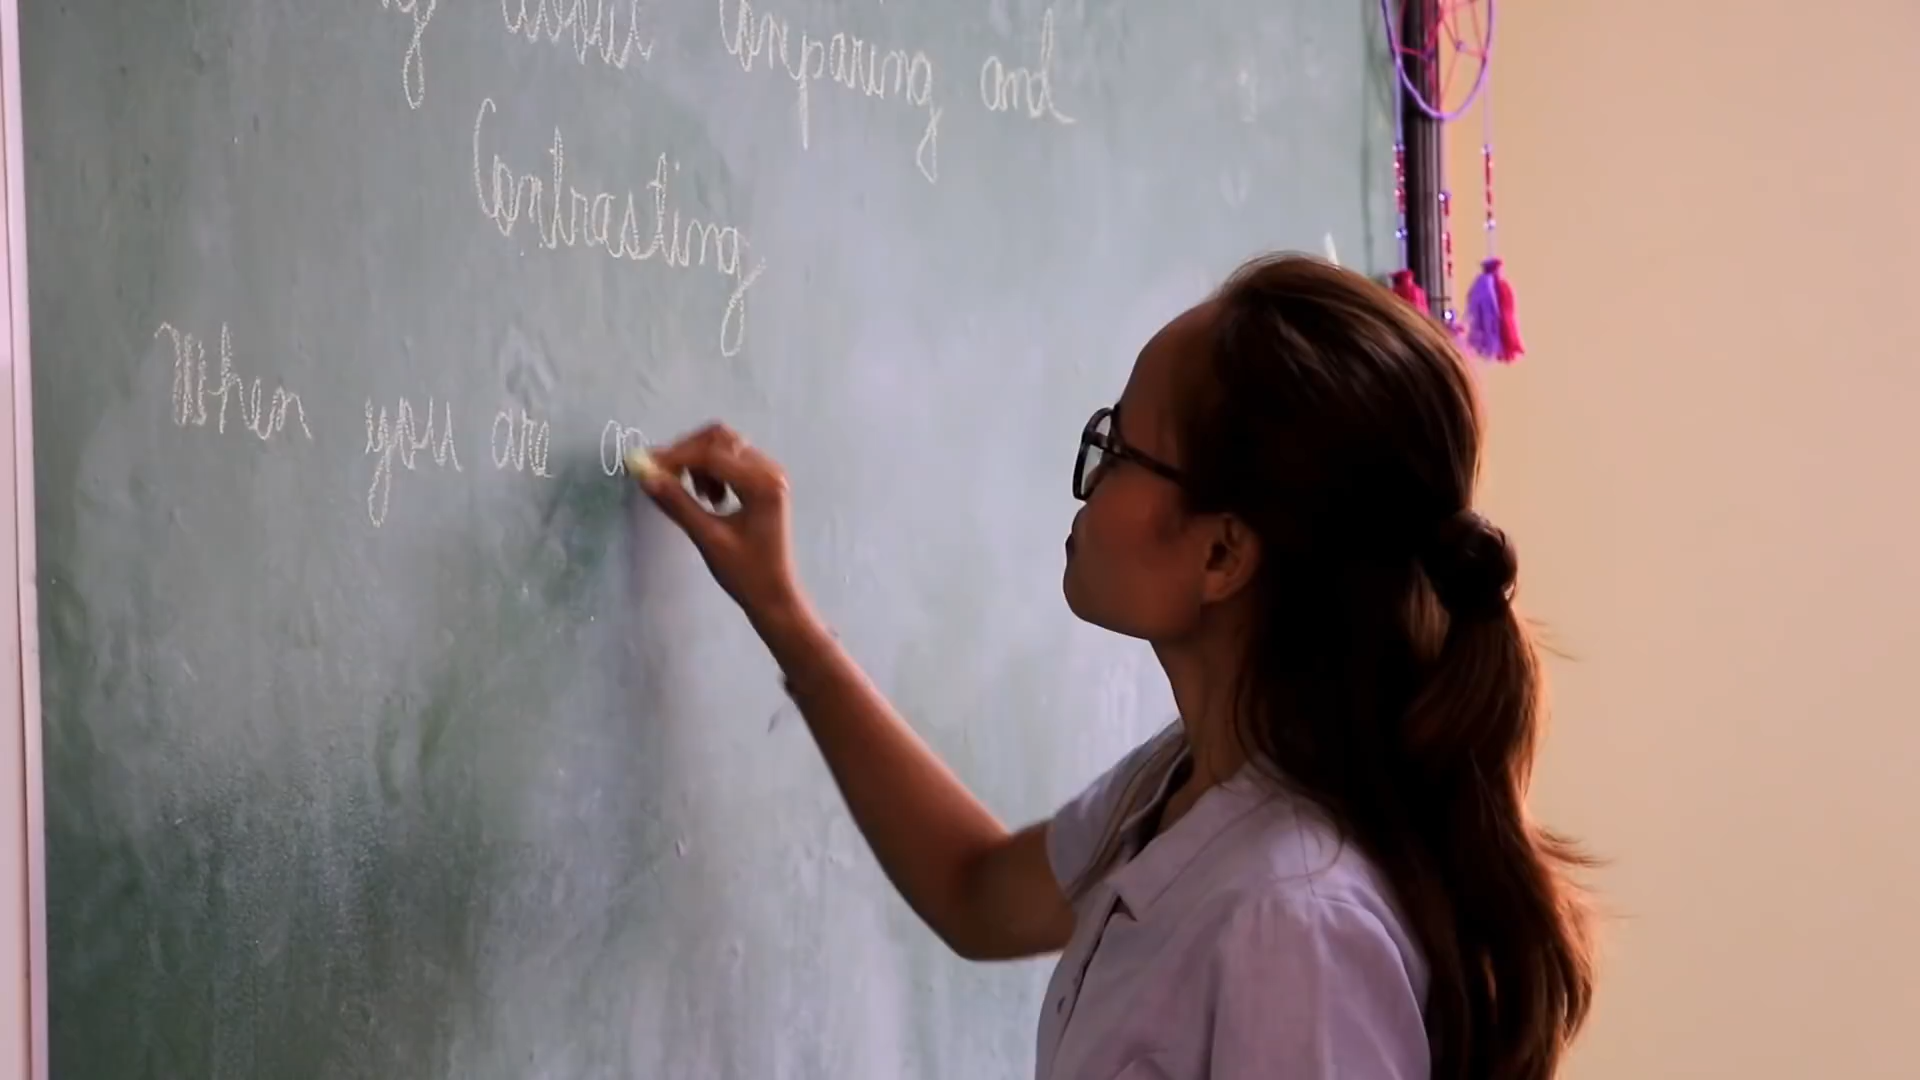 about Comparing and
Contrasting
When you are